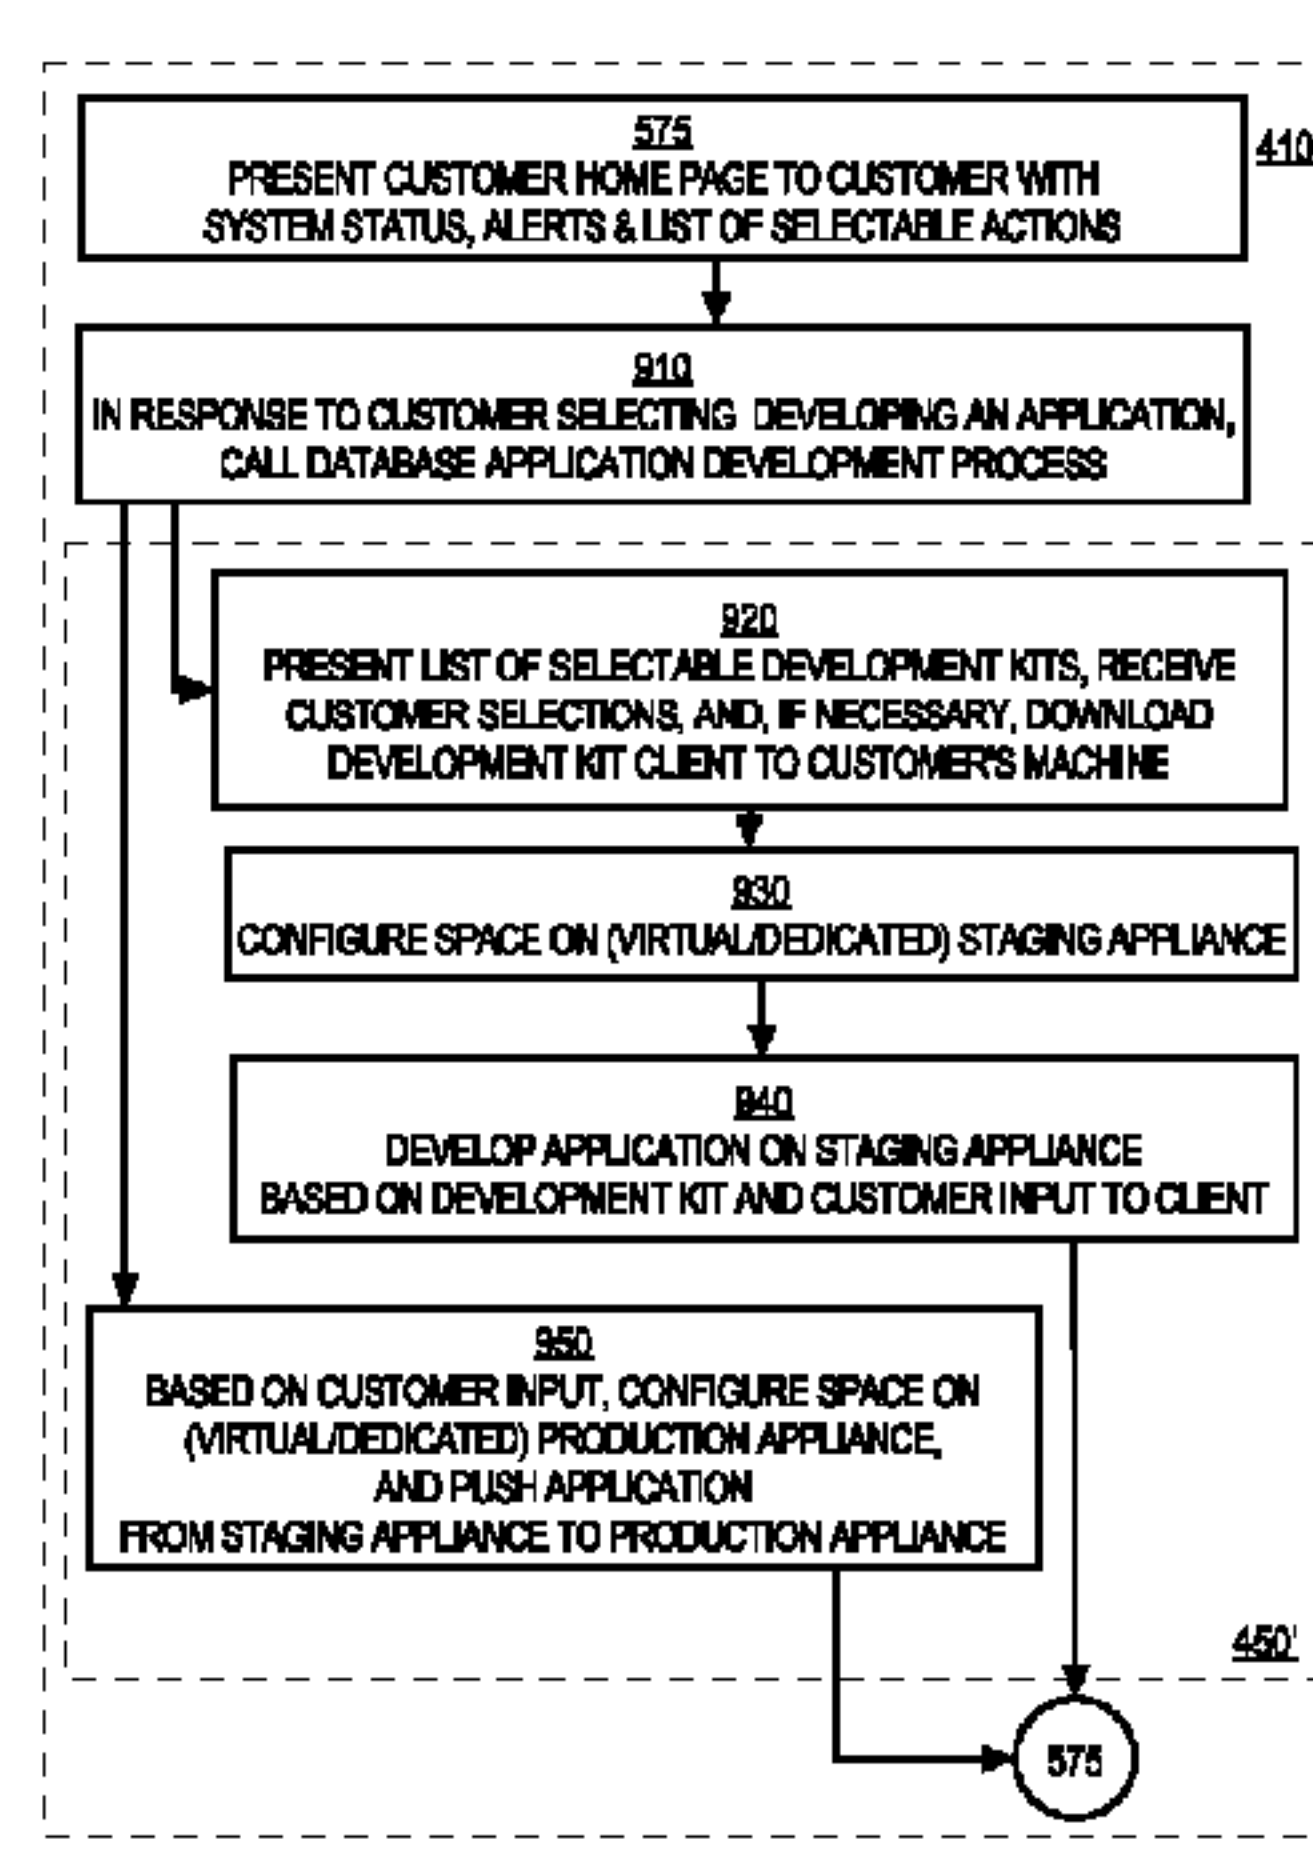 575
PRESENT CUSTOMER HOME PAGE TO CUSTOMER WITH
SYSTEM STATUS, ALERTS & LIST OF SELECTABLE ACTIONS
410
910
IN RESPONSE TO CUSTOMER SELECTING DEVELOPING AN APPLICATION,
CALL DATABASE APPLICATION DEVELOPMENT PROCESS
920
PRESENT LIST OF SELECTABLE DEVELOPMENT KITS, RECEIVE
CUSTOMER SELECTIONS, AND, IF NECESSARY, DOWNLOAD
DEVELOPMENT KIT CLIENT TO CUSTOMER'S MACHINE
930
CONFIGURE SPACE ON (VIRTUAL/DEDICATED) STAGING APPLIANCE
940
DEVELOP APPLICATION ON STAGING APPLIANCE
BASED ON DEVELOPMENT KIT AND CUSTOMER INPUT TO CLIENT
950
BASED ON CUSTOMER INPUT, CONFIGURE SPACE ON
(VIRTUAL/DEDICATED) PRODUCTION APPLIANCE,
AND PUSH APPLICATION
FROM STAGING APPLIANCE TO PRODUCTION APPLIANCE
450'
575